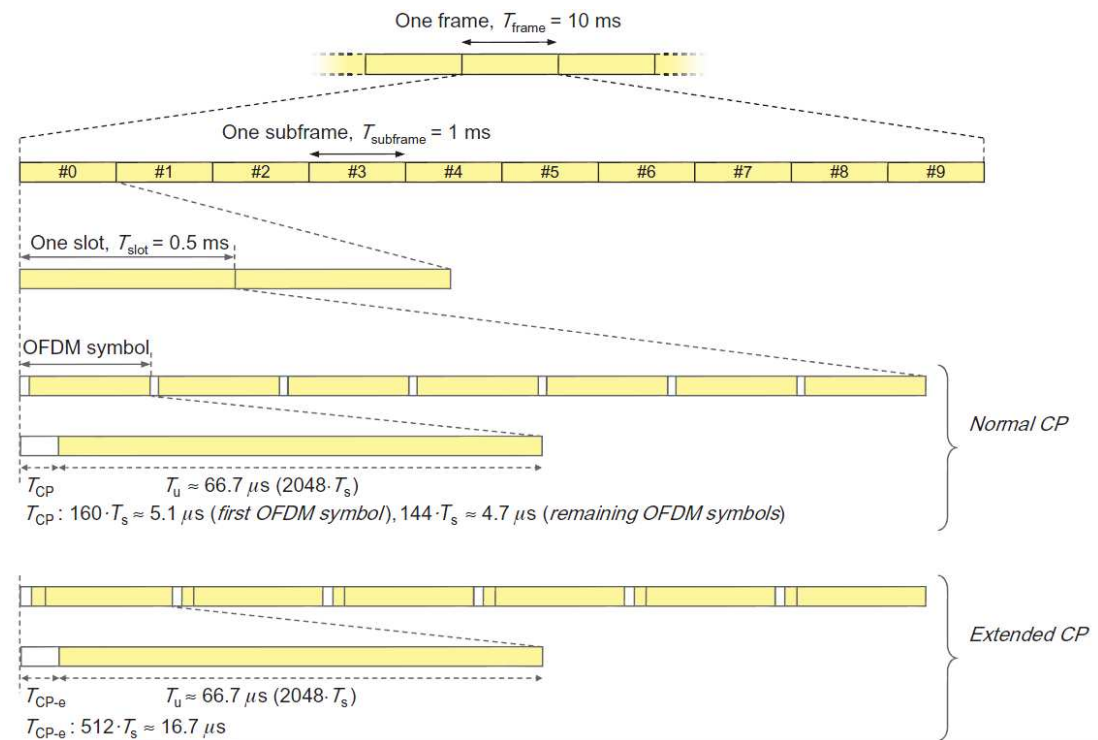 One frame, T_frame = 10 ms
One subframe, T_subframe = 1 ms
#0 #1 #2 #3 #4 #5 #6 #7 #8 #9
One slot, T_slot = 0.5 ms
OFDM symbol
Normal CP
T_CP T_u ≈ 66.7 μs (2048·T_s)
T_CP : 160·T_s ≈ 5.1 μs (first OFDM symbol), 144·T_s ≈ 4.7 μs (remaining OFDM symbols)
Extended CP
T_CP-e T_u ≈ 66.7 μs (2048·T_s)
T_CP-e : 512·T_s ≈ 16.7 μs